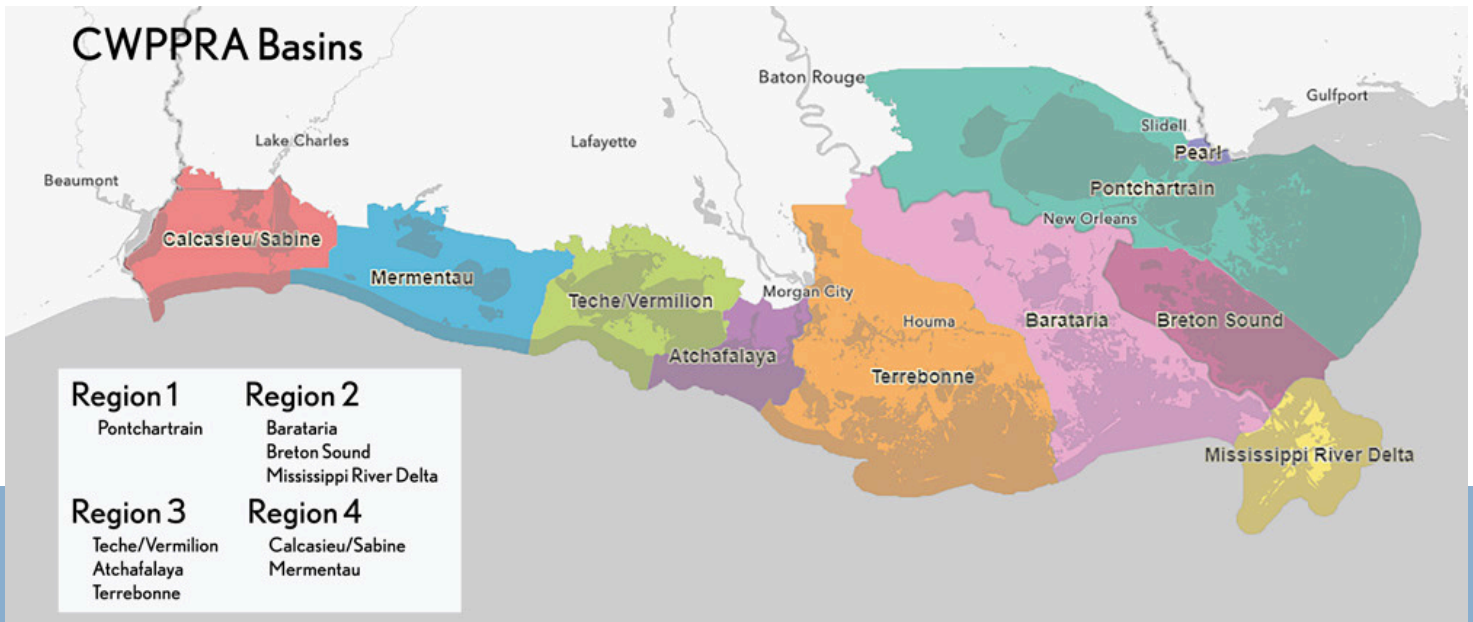 CWPPRA Basins
Baton Rouge
Gulfport
Slidell
Lake Charles
Lafayette
Pearl
Beaumont
Pontchartrain
New Orleans
Calcasieu/Sabine
Mermentau
Teche/Vermilion
Morgan City
Houma
Barataria
Breton Sound
Atchafalaya
Terrebonne
Mississippi River Delta
Region 1
Pontchartrain
Region 2
Barataria
Breton Sound
Mississippi River Delta
Region 3
Teche/Vermilion
Atchafalaya
Terrebonne
Region 4
Calcasieu/Sabine
Mermentau